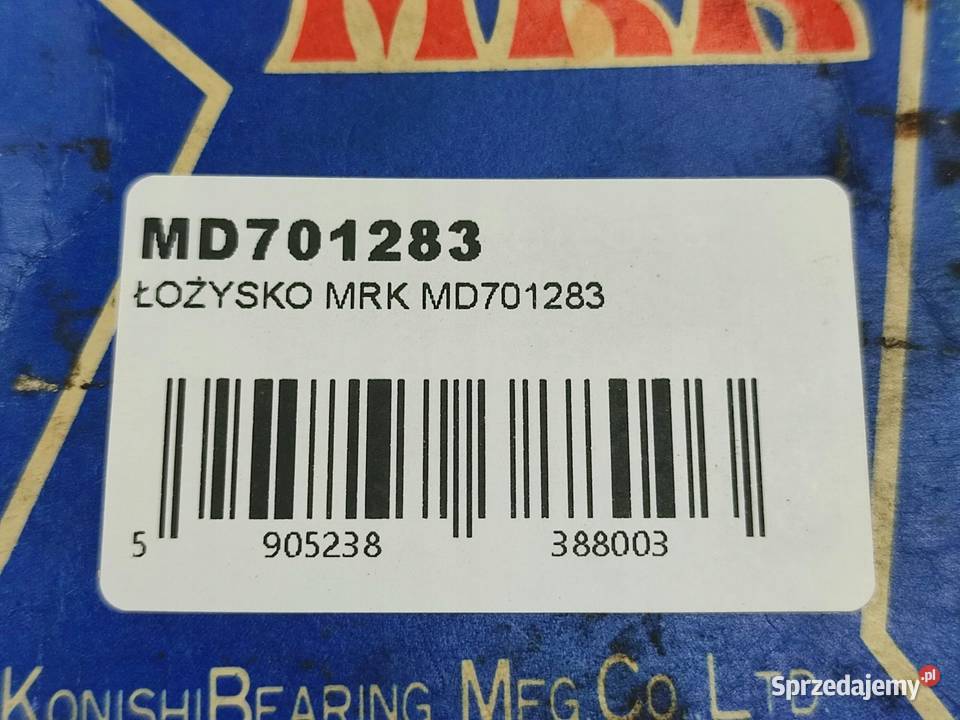 MRK
MD701283
ŁOŻYSKO MRK MD701283
5 905238 388003
KONISHI BEARING MFG. CO. LTD
Sprzedajemy.pl